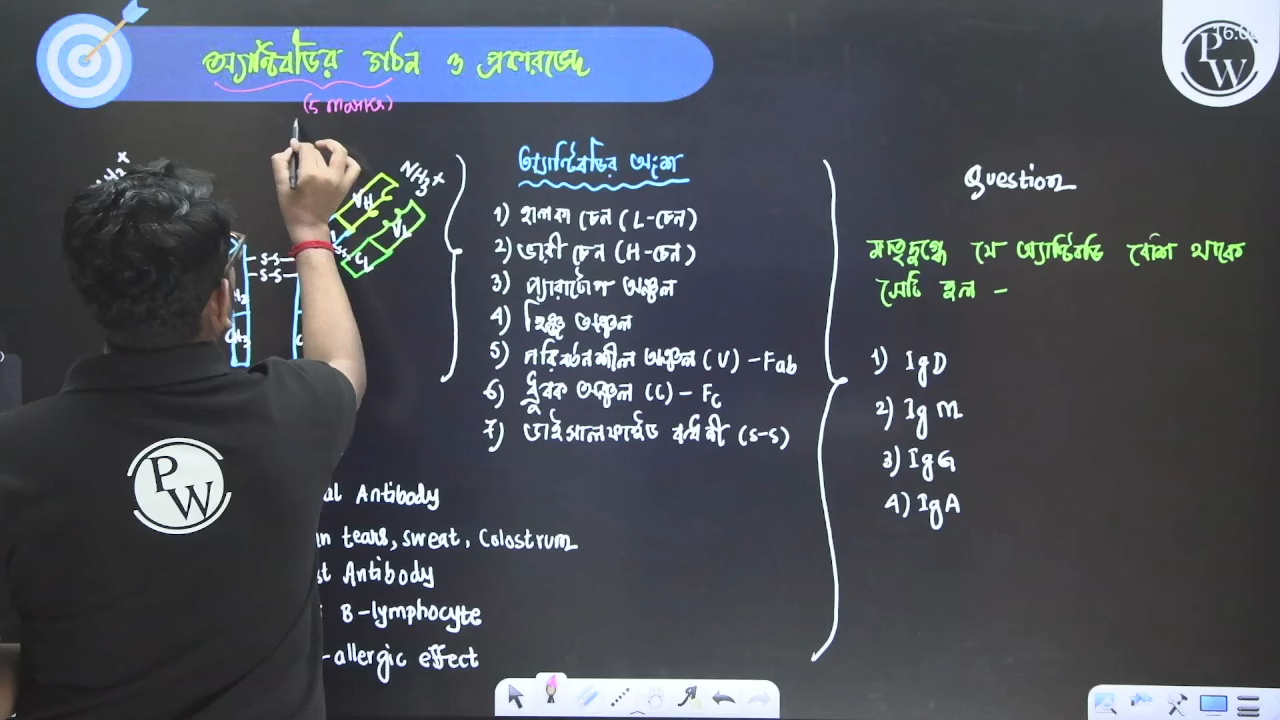 অ্যান্টিবডির গঠন ও প্রকারভেদ
(5 marks)
16:0
PW
NH3+
VH
VL
CL
S-S
S-S
অ্যান্টিবডির অংশ
1) হালকা চেন (L-চেন)
2) ভারী চেন (H-চেন)
3) প্যারাটোপ অঞ্চল
4) হিঞ্জ অঞ্চল
5) পরিবর্তনশীল অঞ্চল (V) - Fab
6) ধ্রুবক অঞ্চল (C) - Fc
7) ডাইসালফাইড বন্ধনী (S-S)
Antibody
tears, sweat, Colostrum
Antibody
B-lymphocyte
-allergic effect
Question
মাতৃদুগ্ধে যে অ্যান্টিবডি বেশি থাকে
সেটি হল -
1) IgD
2) IgM
3) IgG
4) IgA
PW